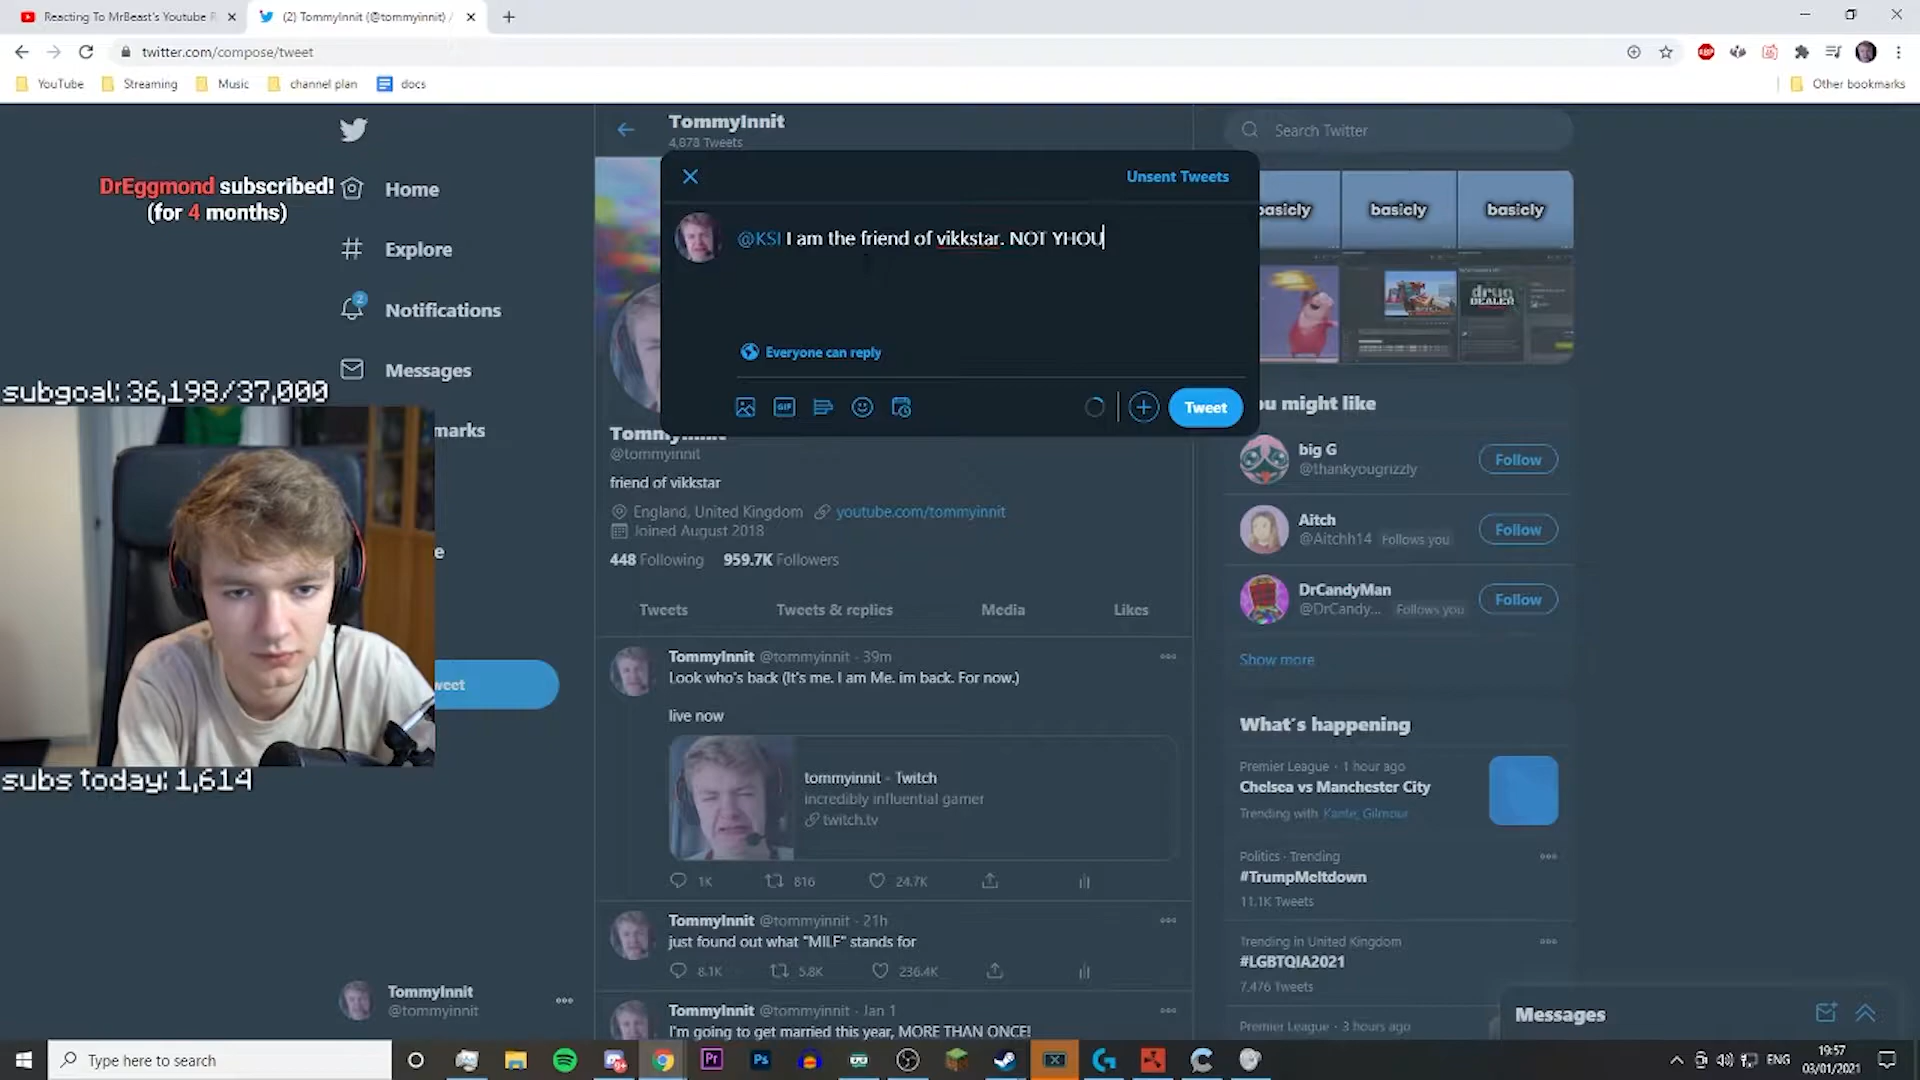 Reacting To MrBeast's Youtube R
(2) TommyInnit (@tommyinnit) /
twitter.com/compose/tweet
YouTube
Streaming
Music
channel plan
docs
Other bookmarks
DrEggmond subscribed!
(for 4 months)
Home
Explore
2
Notifications
Messages
subgoal: 36,198/37,000
marks
e
weet
subs today: 1,614
TommyInnit
@tommyinnit
TommyInnit
4,878 Tweets
Unsent Tweets
@KSI I am the friend of vikkstar. NOT YHOU
Everyone can reply
GIF
Tweet
TommyInnit
@tommyinnit
friend of vikkstar
England, United Kingdom
youtube.com/tommyinnit
Joined August 2018
448 Following
959.7K Followers
Tweets
Tweets & replies
Media
Likes
TommyInnit @tommyinnit · 39m
Look who's back (It's me. I am Me. im back. For now.)
live now
tommyinnit - Twitch
incredibly influential gamer
twitch.tv
1K
816
24.7K
TommyInnit @tommyinnit · 21h
just found out what "MILF" stands for
8.1K
5.8K
236.4K
TommyInnit @tommyinnit · Jan 1
I'm going to get married this year, MORE THAN ONCE!
Search Twitter
basicly
basicly
basicly
drug
DEALER
ou might like
big G
@thankyougrizzly
Follow
Aitch
@Aitchh14 Follows you
Follow
DrCandyMan
@DrCandy... Follows you
Follow
Show more
What's happening
Premier League · 1 hour ago
Chelsea vs Manchester City
Trending with Kante, Gilmour
Politics · Trending
#TrumpMeltdown
11.1K Tweets
Trending in United Kingdom
#LGBTQIA2021
7,476 Tweets
Premier League · 3 hours ago
Messages
Type here to search
Pr
Ps
ENG
19:57
03/01/2021